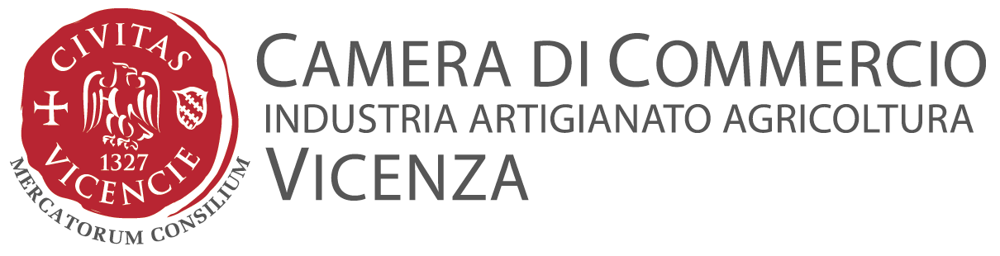 CIVITAS
1327
VICENCIE
MERCATORUM CONSILIUM
CAMERA DI COMMERCIO
INDUSTRIA ARTIGIANATO AGRICOLTURA
VICENZA